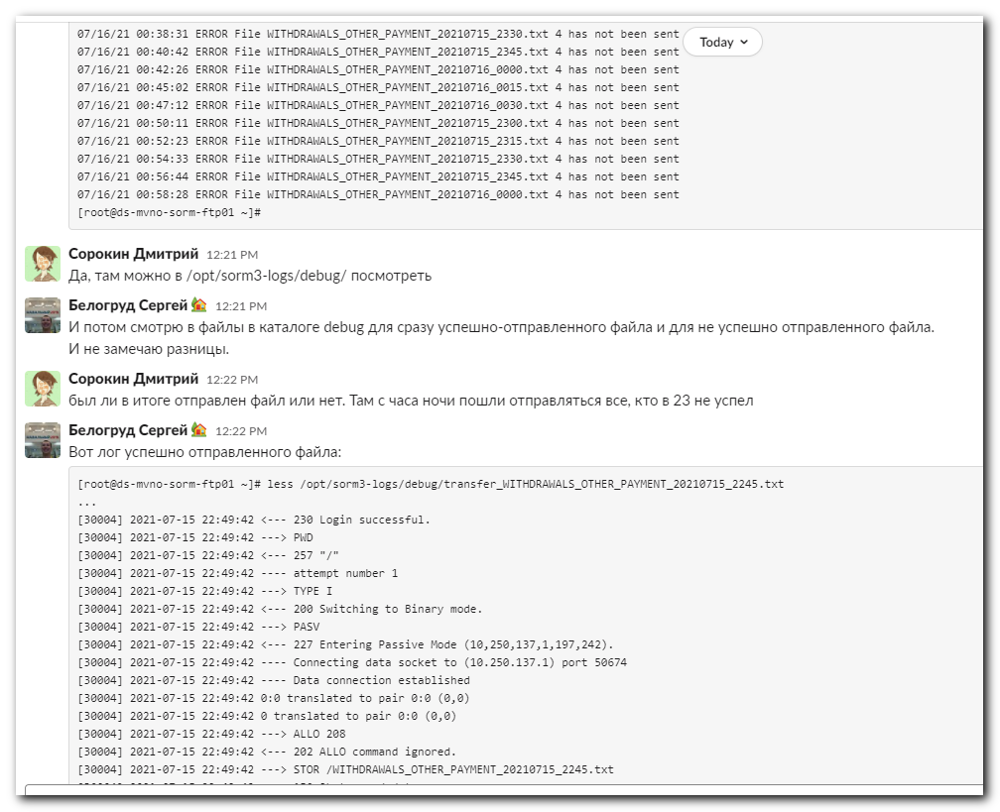 07/16/21 00:38:31 ERROR File WITHDRAWALS_OTHER_PAYMENT_20210715_2330.txt 4 has not been sent
Today
07/16/21 00:40:42 ERROR File WITHDRAWALS_OTHER_PAYMENT_20210715_2345.txt 4 has not been sent
07/16/21 00:42:26 ERROR File WITHDRAWALS_OTHER_PAYMENT_20210716_0000.txt 4 has not been sent
07/16/21 00:45:02 ERROR File WITHDRAWALS_OTHER_PAYMENT_20210716_0015.txt 4 has not been sent
07/16/21 00:47:12 ERROR File WITHDRAWALS_OTHER_PAYMENT_20210716_0030.txt 4 has not been sent
07/16/21 00:50:11 ERROR File WITHDRAWALS_OTHER_PAYMENT_20210715_2300.txt 4 has not been sent
07/16/21 00:52:23 ERROR File WITHDRAWALS_OTHER_PAYMENT_20210715_2315.txt 4 has not been sent
07/16/21 00:54:33 ERROR File WITHDRAWALS_OTHER_PAYMENT_20210715_2330.txt 4 has not been sent
07/16/21 00:56:44 ERROR File WITHDRAWALS_OTHER_PAYMENT_20210715_2345.txt 4 has not been sent
07/16/21 00:58:28 ERROR File WITHDRAWALS_OTHER_PAYMENT_20210716_0000.txt 4 has not been sent
[root@ds-mvno-sorm-ftp01 ~]#
Сорокин Дмитрий 12:21 PM
Да, там можно в /opt/sorm3-logs/debug/ посмотреть
Белогруд Сергей 12:21 PM
И потом смотрю в файлы в каталоге debug для сразу успешно-отправленного файла и для не успешно отправленного файла.
И не замечаю разницы.
Сорокин Дмитрий 12:22 PM
был ли в итоге отправлен файл или нет. Там с часа ночи пошли отправляться все, кто в 23 не успел
Белогруд Сергей 12:22 PM
Вот лог успешно отправленного файла:
[root@ds-mvno-sorm-ftp01 ~]# less /opt/sorm3-logs/debug/transfer_WITHDRAWALS_OTHER_PAYMENT_20210715_2245.txt
...
[30004] 2021-07-15 22:49:42 <--- 230 Login successful.
[30004] 2021-07-15 22:49:42 ---> PWD
[30004] 2021-07-15 22:49:42 <--- 257 "/"
[30004] 2021-07-15 22:49:42 ---- attempt number 1
[30004] 2021-07-15 22:49:42 ---> TYPE I
[30004] 2021-07-15 22:49:42 <--- 200 Switching to Binary mode.
[30004] 2021-07-15 22:49:42 ---> PASV
[30004] 2021-07-15 22:49:42 <--- 227 Entering Passive Mode (10,250,137,1,197,242).
[30004] 2021-07-15 22:49:42 ---- Connecting data socket to (10.250.137.1) port 50674
[30004] 2021-07-15 22:49:42 ---- Data connection established
[30004] 2021-07-15 22:49:42 0:0 translated to pair 0:0 (0,0)
[30004] 2021-07-15 22:49:42 0 translated to pair 0:0 (0,0)
[30004] 2021-07-15 22:49:42 ---> ALLO 208
[30004] 2021-07-15 22:49:42 <--- 202 ALLO command ignored.
[30004] 2021-07-15 22:49:42 ---> STOR /WITHDRAWALS_OTHER_PAYMENT_20210715_2245.txt